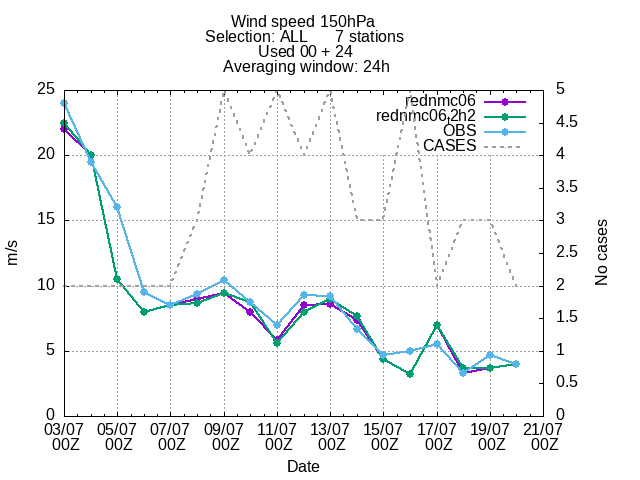 Wind speed 150hPa
Selection: ALL 7 stations
Used 00 + 24
Averaging window: 24h
rednmc06
rednmc06.2h2
OBS
CASES
25
20
15
10
5
0
m/s
5
4.5
4
3.5
3
2.5
2
1.5
1
0.5
0
No cases
03/07 05/07 07/07 09/07 11/07 13/07 15/07 17/07 19/07 21/07
00Z 00Z 00Z 00Z 00Z 00Z 00Z 00Z 00Z 00Z
Date